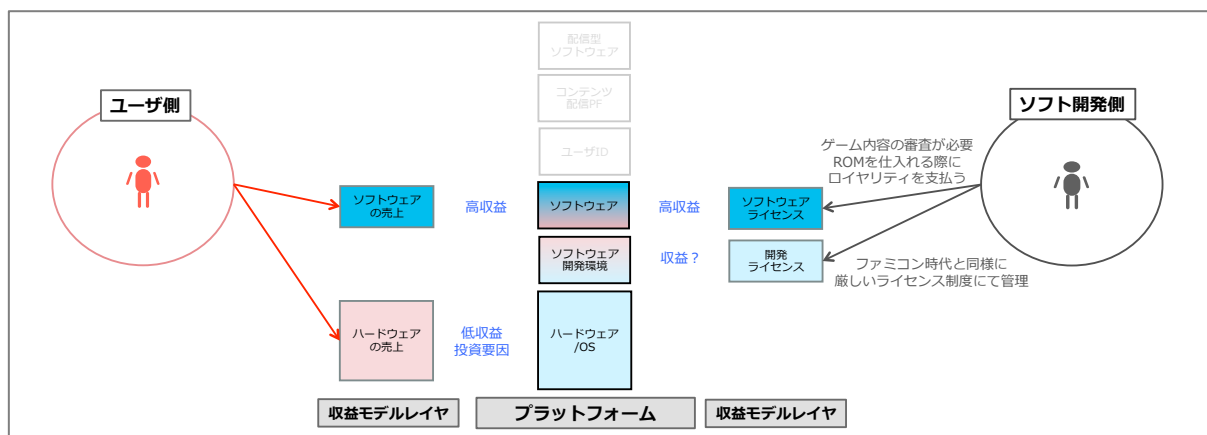 配信型
ソフトウェア
コンテンツ
配信PF
ユーザID
ユーザ側
ソフト開発側
ゲーム内容の審査が必要
ROMを仕入れる際に
ロイヤリティを支払う
ソフトウェア
の売上
高収益
ソフトウェア
高収益
ソフトウェア
ライセンス
ソフトウェア
開発環境
収益？
開発
ライセンス
ファミコン時代と同様に
厳しいライセンス制度にて管理
ハードウェア
の売上
低収益
投資要因
ハードウェア
/OS
収益モデルレイヤ
プラットフォーム
収益モデルレイヤ